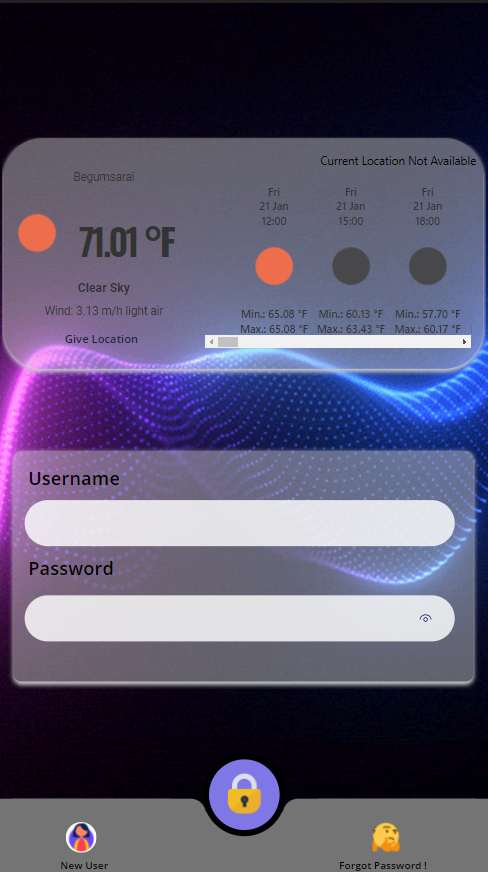 Current Location Not Available
Begumsarai
71.01 °F
Clear Sky
Wind: 3.13 m/h light air
Give Location
Fri
21 Jan
12:00
Min.: 65.08 °F
Max.: 65.08 °F
Fri
21 Jan
15:00
Min.: 60.13 °F
Max.: 63.43 °F
Fri
21 Jan
18:00
Min.: 57.70 °F
Max.: 60.17 °F
Username
Password
New User
Forgot Password !